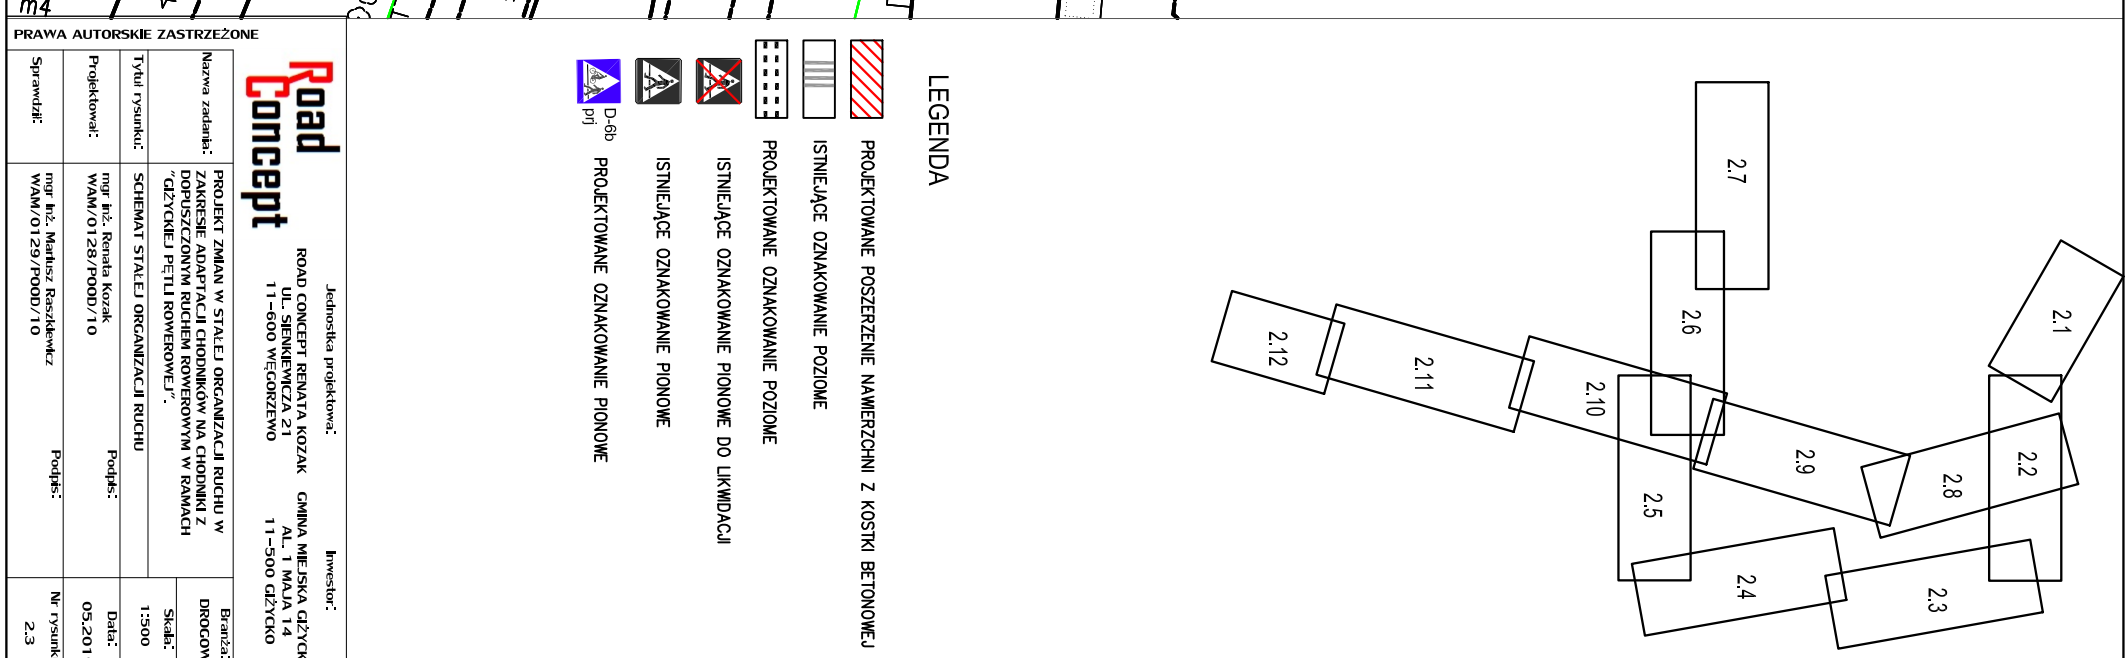 m4
PRAWA AUTORSKIE ZASTRZEŻONE
Road
Concept
Jednostka projektowa:
ROAD CONCEPT RENATA KOZAK
UL. SIENKIEWICZA 21
11-600 WĘGORZEWO
Inwestor:
GMINA MIEJSKA GIŻYCK
AL. 1 MAJA 14
11-500 GIŻYCKO
Nazwa zadania:
PROJEKT ZMIAN W STAŁEJ ORGANIZACJI RUCHU W
ZAKRESIE ADAPTACJI CHODNIKÓW NA CHODNIKI Z
DOPUSZCZONYM RUCHEM ROWEROWYM W RAMACH
"GIŻYCKIEJ PĘTLI ROWEROWEJ".
Branża:
DROGOW
Tytuł rysunku:
SCHEMAT STAŁEJ ORGANIZACJI RUCHU
Skala:
1:500
Projektował:
mgr inż. Renata Kozak
WAM/0128/POOD/10
Podpis:
Data:
05.201
Sprawdził:
mgr inż. Mariusz Raszkiewicz
WAM/0129/POOD/10
Podpis:
Nr rysunk
2.3
LEGENDA
PROJEKTOWANE POSZERZENIE NAWIERZCHNI Z KOSTKI BETONOWEJ
ISTNIEJĄCE OZNAKOWANIE POZIOME
PROJEKTOWANE OZNAKOWANIE POZIOME
ISTNIEJĄCE OZNAKOWANIE PIONOWE DO LIKWIDACJI
ISTNIEJĄCE OZNAKOWANIE PIONOWE
D-6b
prj
PROJEKTOWANE OZNAKOWANIE PIONOWE
2.1
2.2
2.3
2.4
2.5
2.6
2.7
2.8
2.9
2.10
2.11
2.12